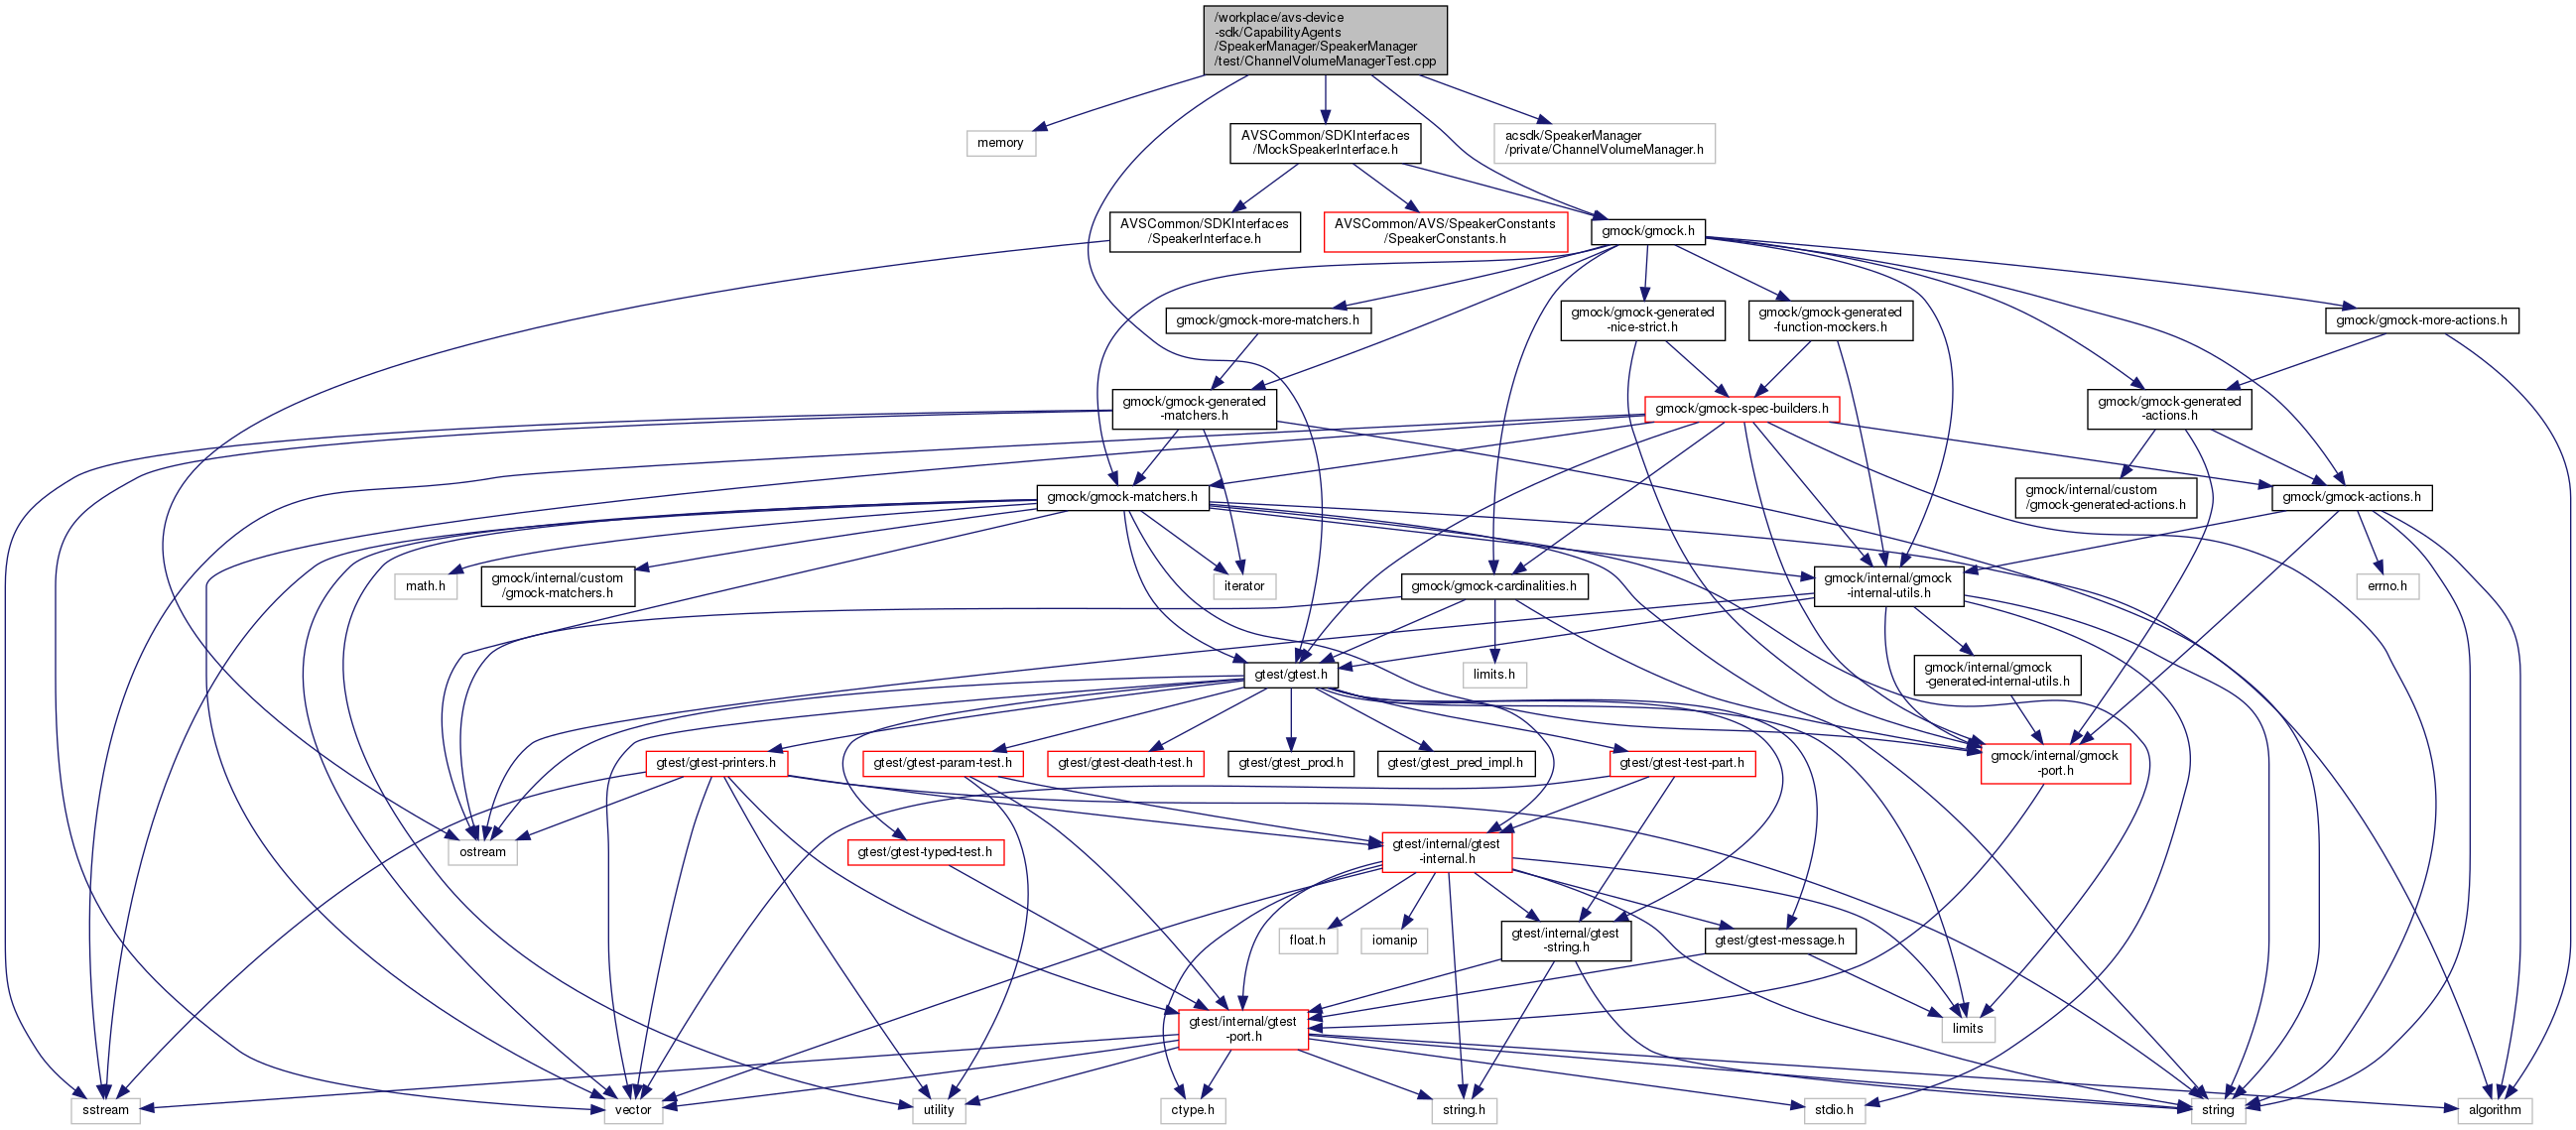 /workplace/avs-device
-sdk/CapabilityAgents
/SpeakerManager/SpeakerManager
/test/ChannelVolumeManagerTest.cpp
memory
AVSCommon/SDKInterfaces
/MockSpeakerInterface.h
acsdk/SpeakerManager
/private/ChannelVolumeManager.h
AVSCommon/SDKInterfaces
/SpeakerInterface.h
AVSCommon/AVS/SpeakerConstants
/SpeakerConstants.h
gmock/gmock.h
gmock/gmock-more-matchers.h
gmock/gmock-generated
-nice-strict.h
gmock/gmock-generated
-function-mockers.h
gmock/gmock-more-actions.h
gmock/gmock-generated
-matchers.h
gmock/gmock-spec-builders.h
gmock/gmock-generated
-actions.h
gmock/gmock-matchers.h
gmock/internal/custom
/gmock-generated-actions.h
gmock/gmock-actions.h
math.h
gmock/internal/custom
/gmock-matchers.h
iterator
gmock/gmock-cardinalities.h
gmock/internal/gmock
-internal-utils.h
errno.h
gtest/gtest.h
limits.h
gmock/internal/gmock
-generated-internal-utils.h
gtest/gtest-printers.h
gtest/gtest-param-test.h
gtest/gtest-death-test.h
gtest/gtest_prod.h
gtest/gtest_pred_impl.h
gtest/gtest-test-part.h
gmock/internal/gmock
-port.h
ostream
gtest/gtest-typed-test.h
gtest/internal/gtest
-internal.h
float.h
iomanip
gtest/internal/gtest
-string.h
gtest/gtest-message.h
gtest/internal/gtest
-port.h
limits
sstream
vector
utility
ctype.h
string.h
stdio.h
string
algorithm